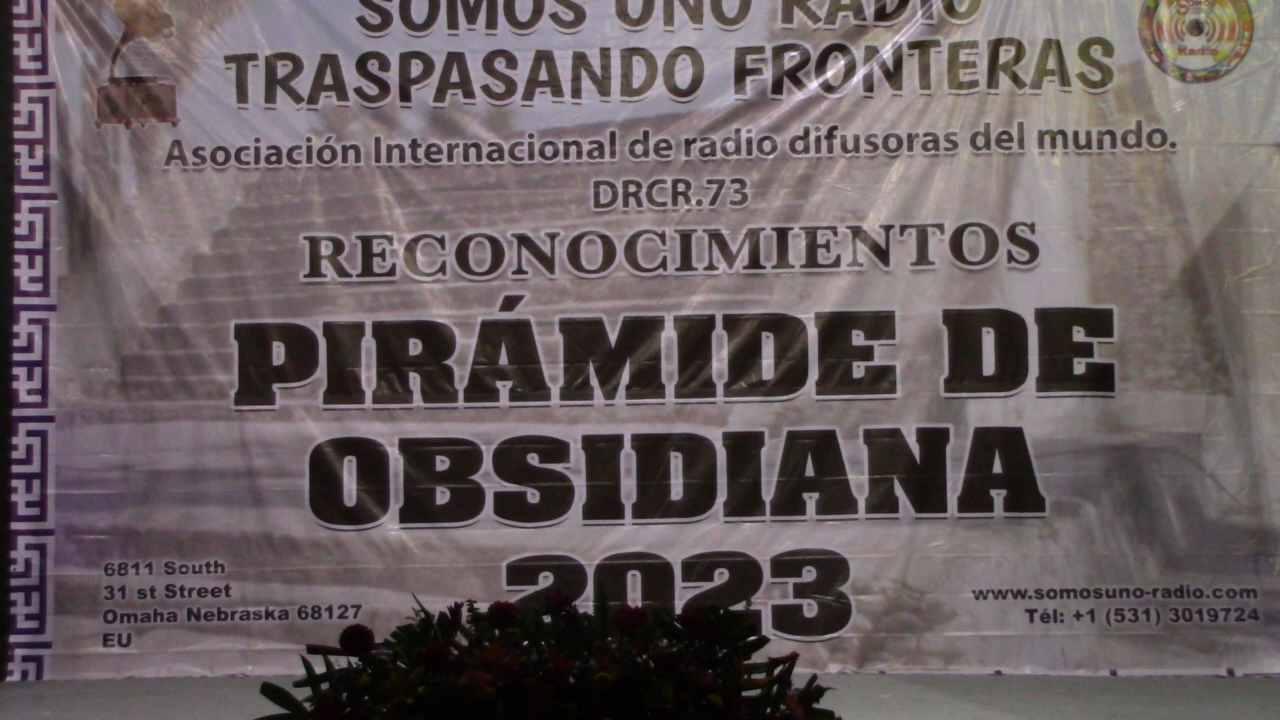 SOMOS UNO RADIO
TRASPASANDO FRONTERAS
Asociación Internacional de radio difusoras del mundo.
DRCR.73
RECONOCIMIENTOS
PIRÁMIDE DE
OBSIDIANA
2023
6811 South
31 st Street
Omaha Nebraska 68127
EU
www.somosuno-radio.com
Tél: +1 (531) 3019724
Radio